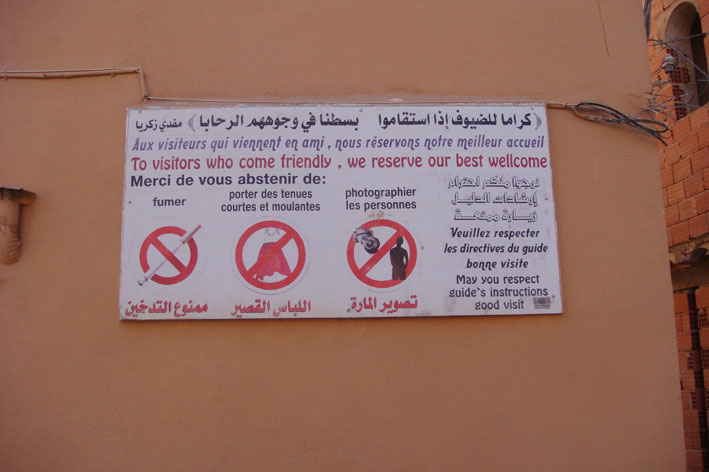 ﴿ كراما للضيوف إذا استقاموا بسطنا في وجوههم الرحابا ﴾ مفدي زكريا
Aux visiteurs qui viennent en ami , nous réservons notre meilleur accueil
To visitors who come friendly , we reserve our best wellcome
Merci de vous abstenir de:
fumer
ممنوع التدخين
porter des tenues
courtes et moulantes
اللباس القصير
photographier
les personnes
تصوير المارة
نرجوا منكم احترام
إرشادات الدليل
زيارة ممتعة
Veuillez respecter
les directives du guide
bonne visite
May you respect
guide's instructions
good visit